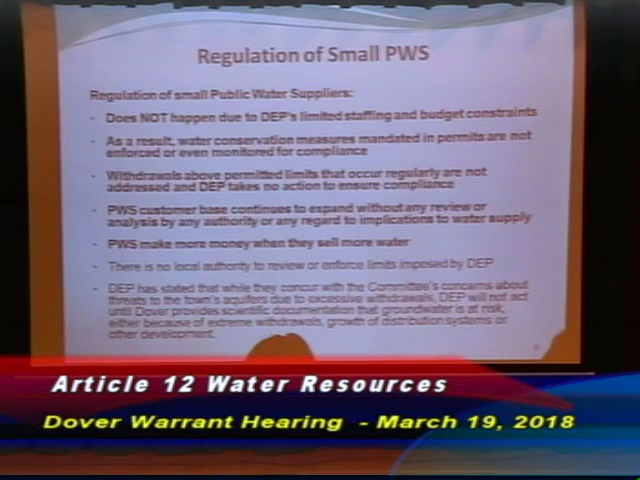 Regulation of Small PWS
Regulation of small Public Water Suppliers:
- Does NOT happen due to DEP's limited staffing and budget constraints
- As a result, water conservation measures mandated in permits are not
enforced or even monitored for compliance
- Withdrawals above permitted limits that occur regularly are not
addressed and DEP takes no action to ensure compliance
- PWS customer base continues to expand without any review or
analysis by any authority or any regard to implications to water supply
- PWS make more money when they sell more water
- There is no local authority to review or enforce limits imposed by DEP
- DEP has stated that while they concur with the Committee's concerns about
threats to the town's aquifers due to excessive withdrawals, DEP will not act
until Dover provides scientific documentation that groundwater is at risk,
either because of extreme withdrawals, growth of distribution systems or
other development.
Article 12 Water Resources
Dover Warrant Hearing - March 19, 2018